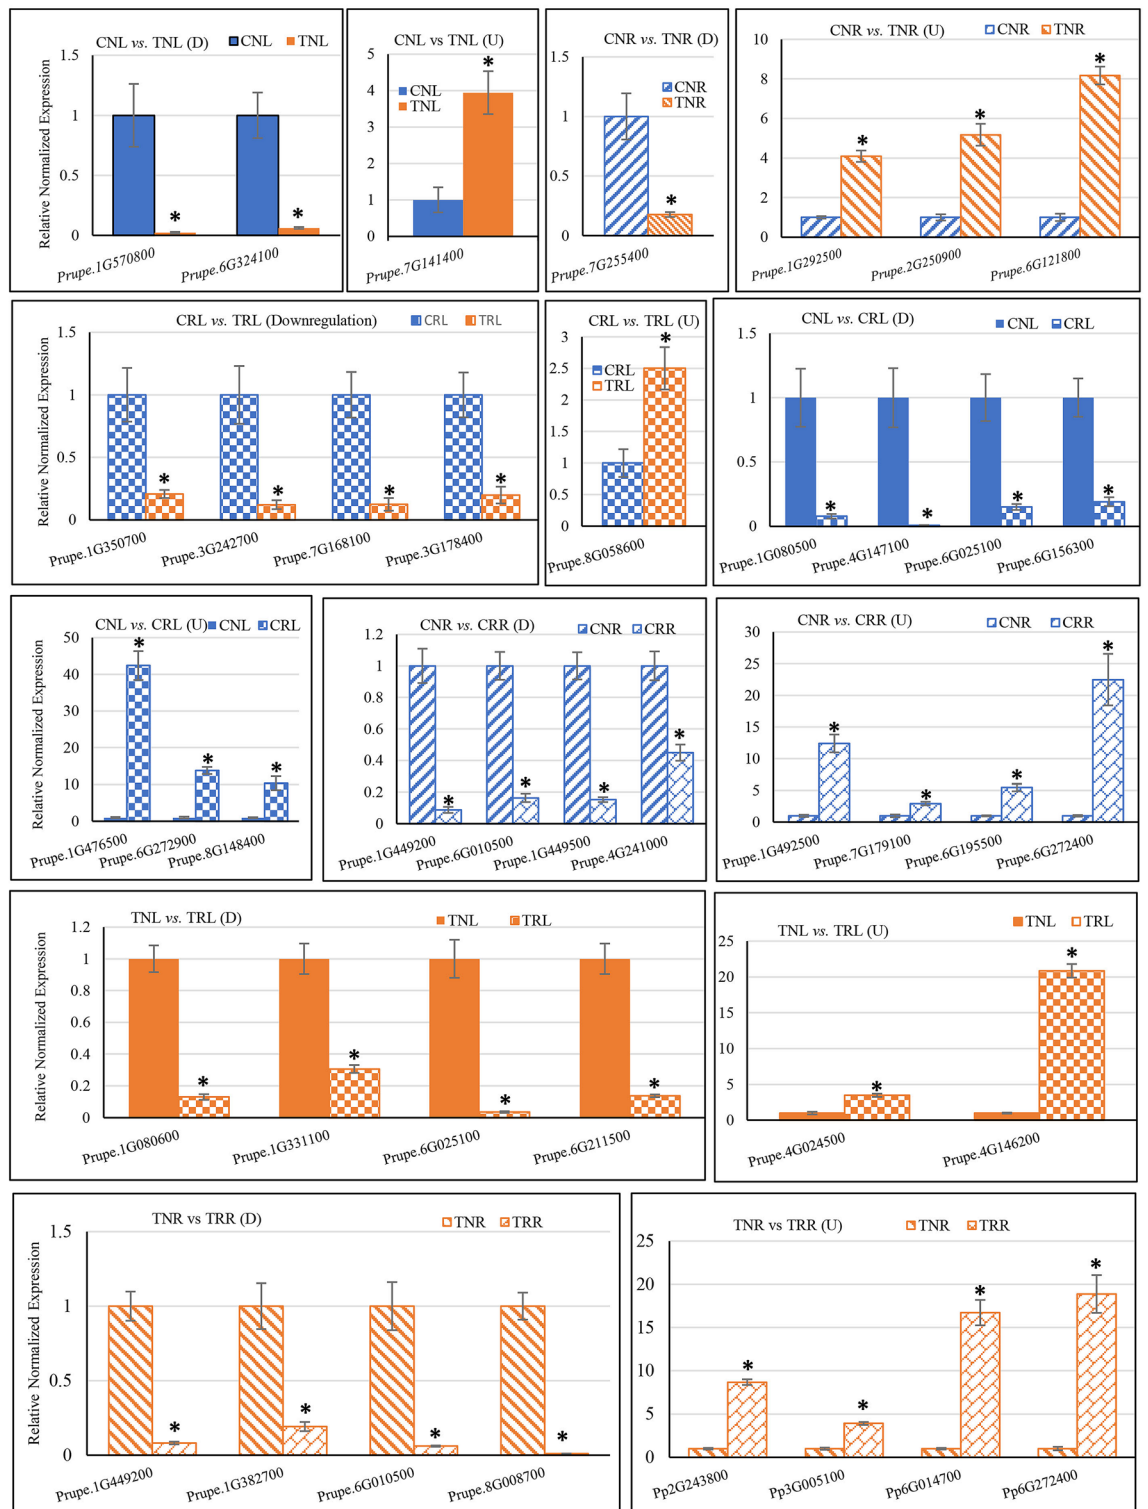 CNL vs. TNL (D) CNL TNL
Relative Normalized Expression
1.5
1
0.5
0
Prupe.1G570800 Prupe.6G324100
* *
CNL vs TNL (U)
CNL
TNL
5
4
3
2
1
0
*
Prupe.7G141400
CNR vs. TNR (D)
CNR
TNR
1.5
1
0.5
0
*
Prupe.7G255400
CNR vs. TNR (U) CNR TNR
10
8
6
4
2
0
* * *
Prupe.1G292500 Prupe.2G250900 Prupe.6G121800
CRL vs. TRL (Downregulation) CRL TRL
Relative Normalized Expression
1.5
1
0.5
0
* * * *
Prupe.1G350700 Prupe.3G242700 Prupe.7G168100 Prupe.3G178400
CRL vs. TRL (U)
CRL
TRL
3
2.5
2
1.5
1
0.5
0
*
Prupe.8G058600
CNL vs. CRL (D) CNL CRL
1.5
1
0.5
0
* * * *
Prupe.1G080500 Prupe.4G147100 Prupe.6G025100 Prupe.6G156300
CNL vs. CRL (U) CNL CRL
Relative Normalized Expression
50
40
30
20
10
0
* * *
Prupe.1G476500 Prupe.6G272900 Prupe.8G148400
CNR vs. CRR (D) CNR CRR
1.2
1
0.8
0.6
0.4
0.2
0
* * * *
Prupe.1G449200 Prupe.6G010500 Prupe.1G449500 Prupe.4G241000
CNR vs. CRR (U) CNR CRR
30
25
20
15
10
5
0
* * * *
Prupe.1G492500 Prupe.7G179100 Prupe.6G195500 Prupe.6G272400
TNL vs. TRL (D) TNL TRL
Relative Normalized Expression
1.2
1
0.8
0.6
0.4
0.2
0
* * * *
Prupe.1G080600 Prupe.1G331100 Prupe.6G025100 Prupe.6G211500
TNL vs. TRL (U) TNL TRL
25
20
15
10
5
0
* *
Prupe.4G024500 Prupe.4G146200
TNR vs TRR (D) TNR TRR
Relative Normalized Expression
1.5
1
0.5
0
* * * *
Prupe.1G449200 Prupe.1G382700 Prupe.6G010500 Prupe.8G008700
TNR vs TRR (U) TNR TRR
25
20
15
10
5
0
* * * *
Pp2G243800 Pp3G005100 Pp6G014700 Pp6G272400